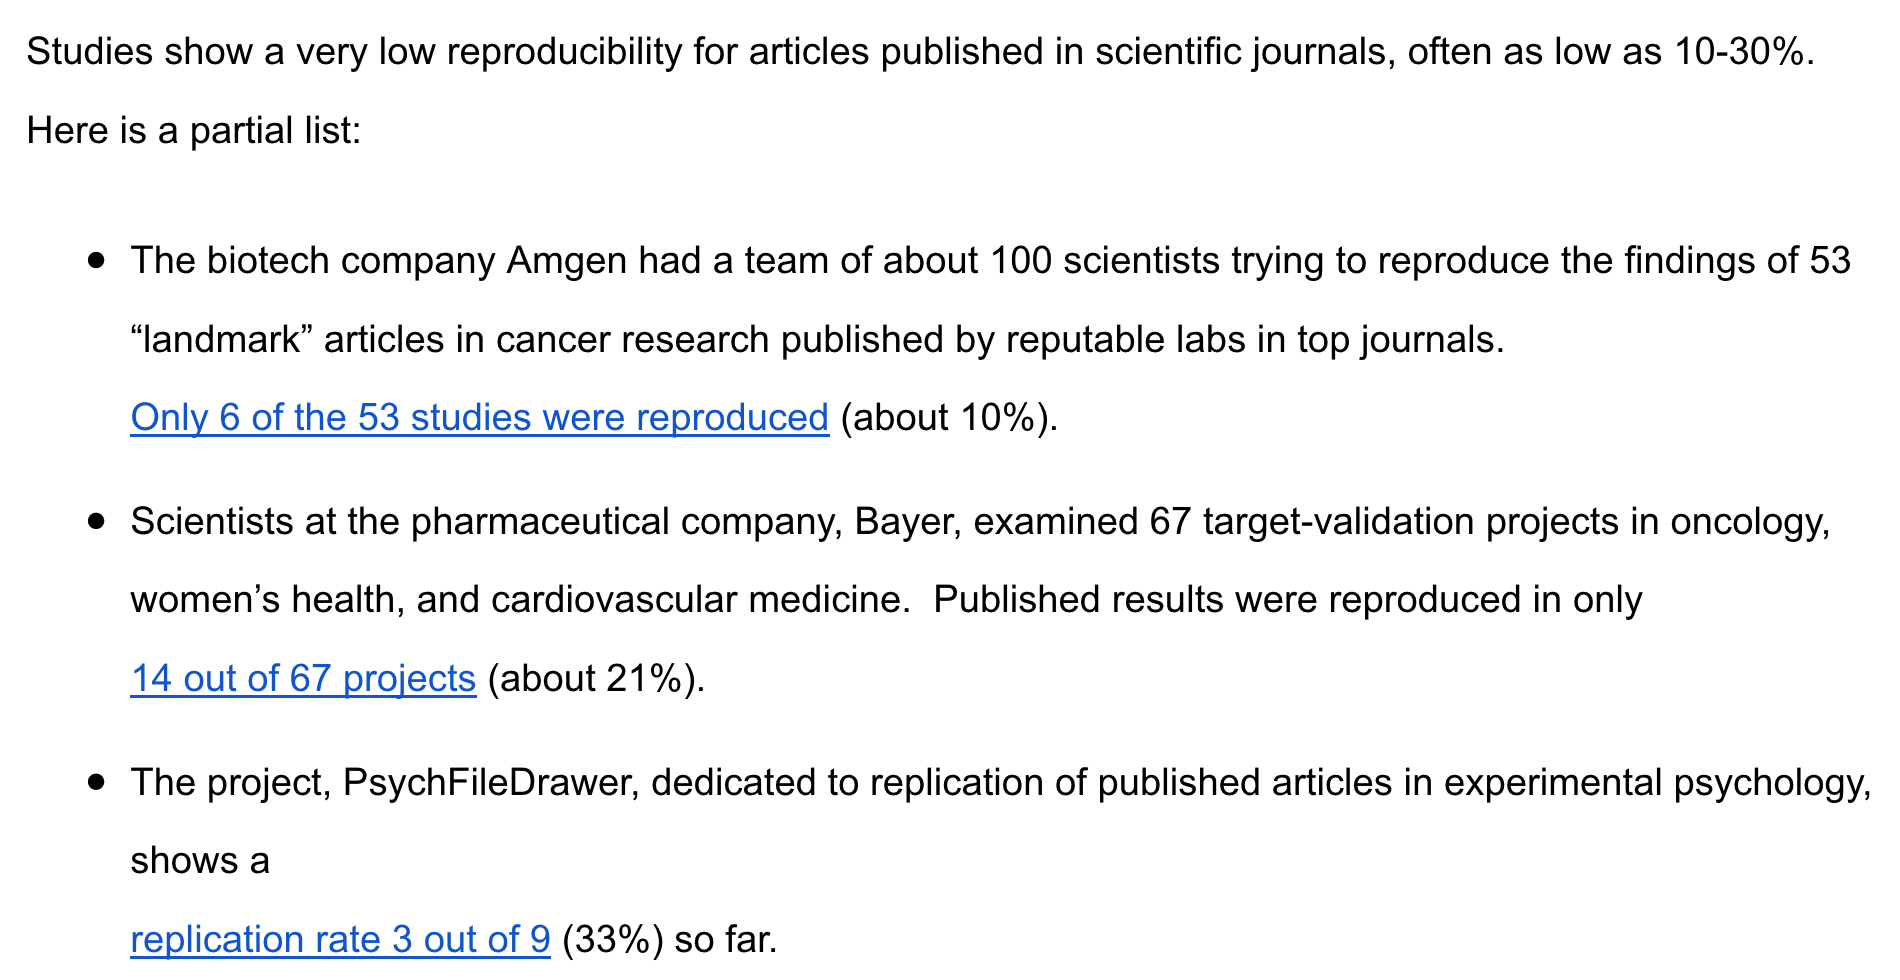 Studies show a very low reproducibility for articles published in scientific journals, often as low as 10-30%.
Here is a partial list:
● The biotech company Amgen had a team of about 100 scientists trying to reproduce the findings of 53
“landmark” articles in cancer research published by reputable labs in top journals.
Only 6 of the 53 studies were reproduced (about 10%).
● Scientists at the pharmaceutical company, Bayer, examined 67 target-validation projects in oncology,
women’s health, and cardiovascular medicine.  Published results were reproduced in only
14 out of 67 projects (about 21%).
● The project, PsychFileDrawer, dedicated to replication of published articles in experimental psychology,
shows a
replication rate 3 out of 9 (33%) so far.